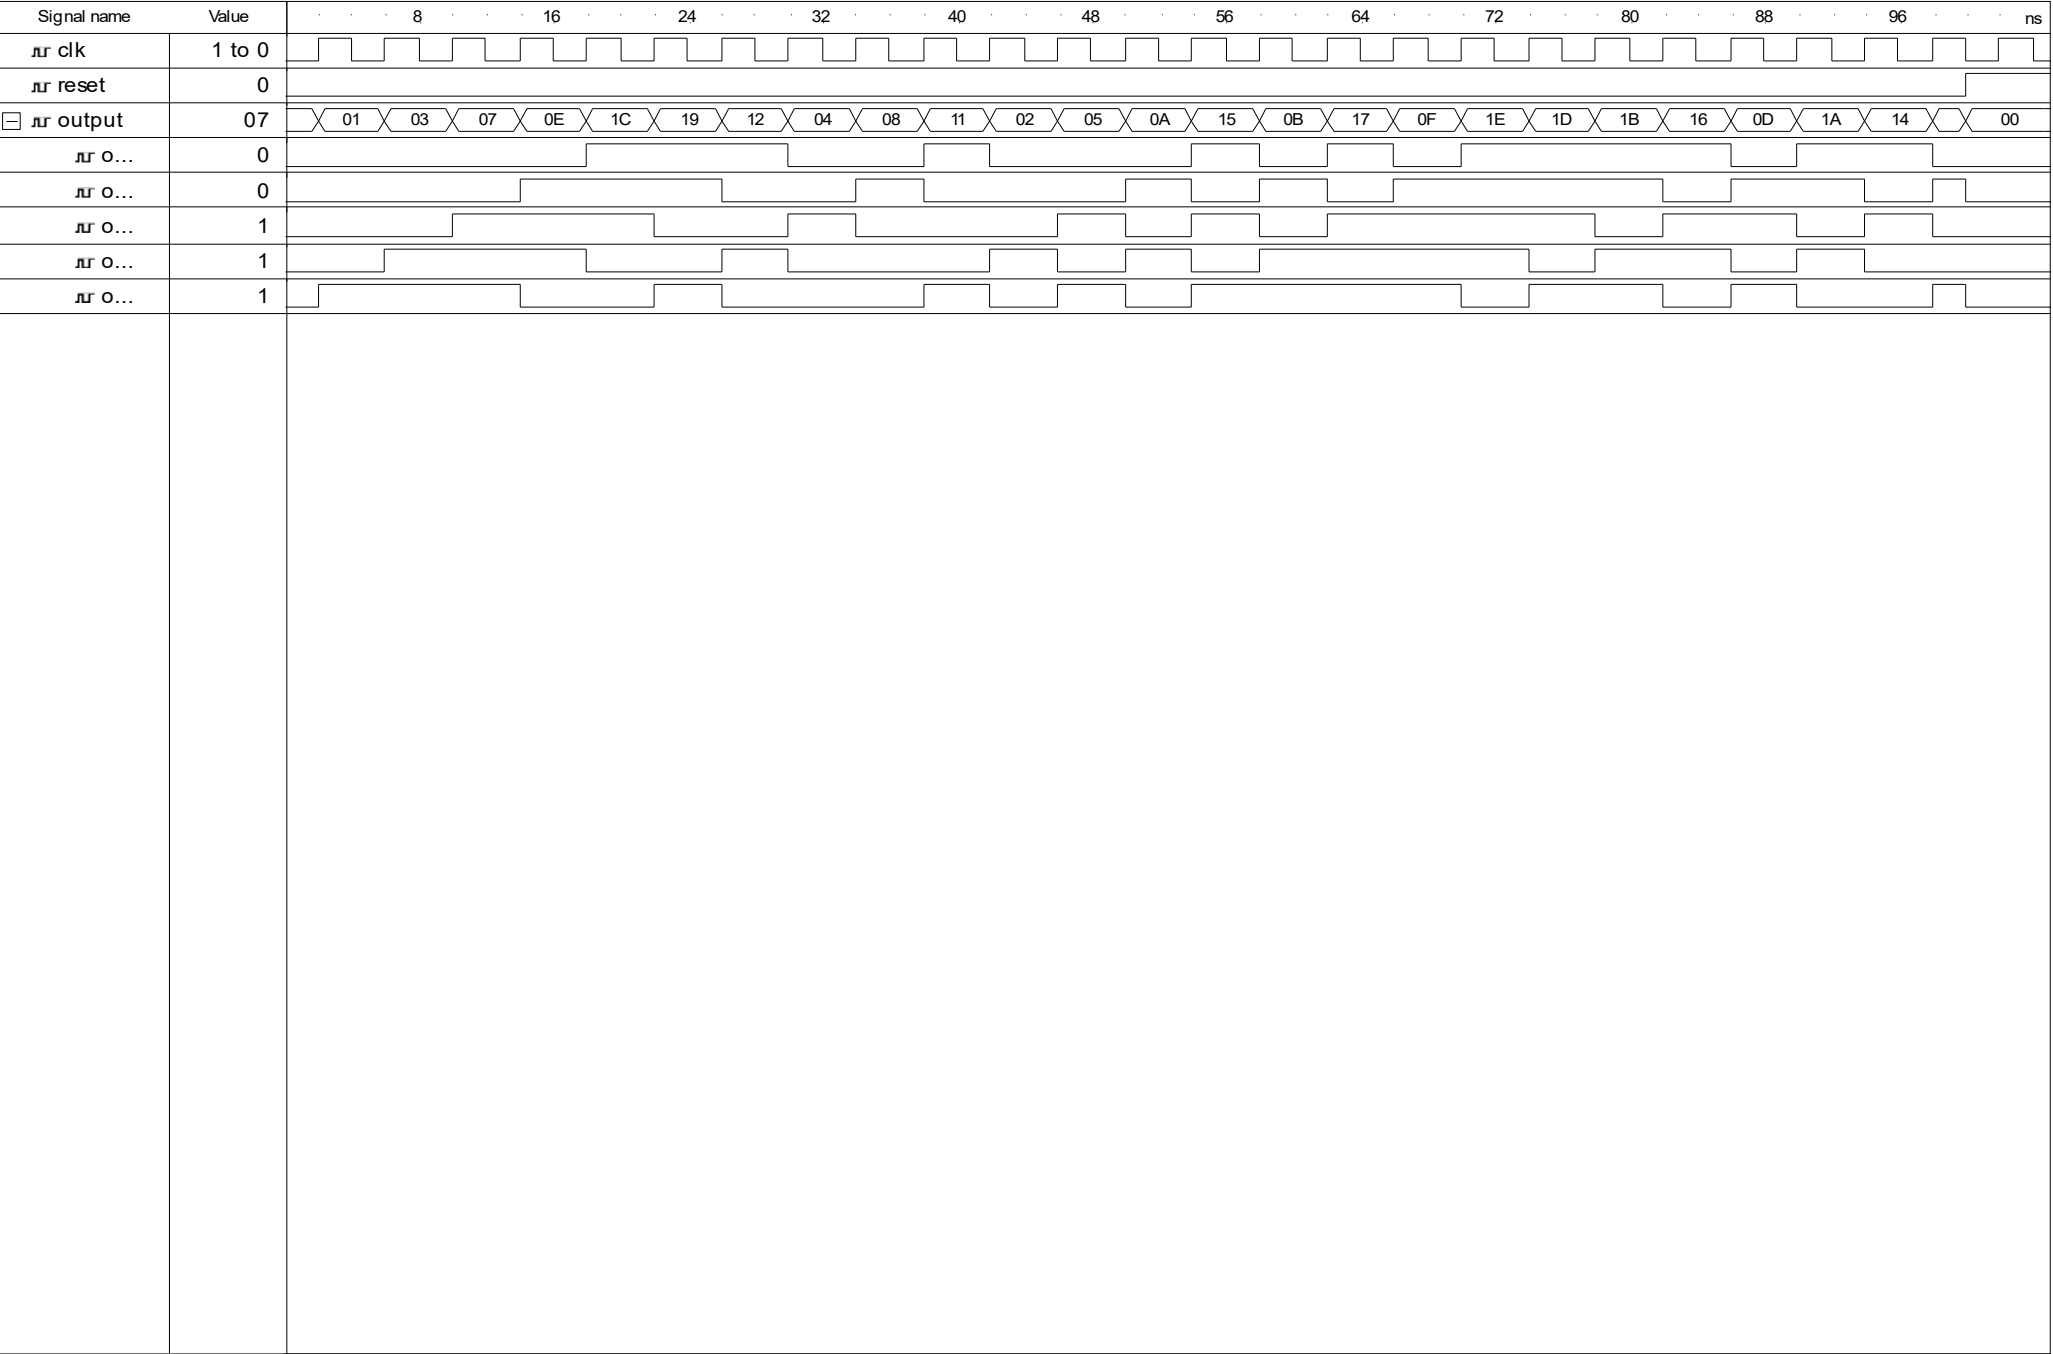 Signal name Value 8 16 24 32 40 48 56 64 72 80 88 96 ns
clk 1 to 0
reset 0
output 07 01 03 07 0E 1C 19 12 04 08 11 02 05 0A 15 0B 17 0F 1E 1D 1B 16 0D 1A 14 00
o... 0
o... 0
o... 1
o... 1
o... 1